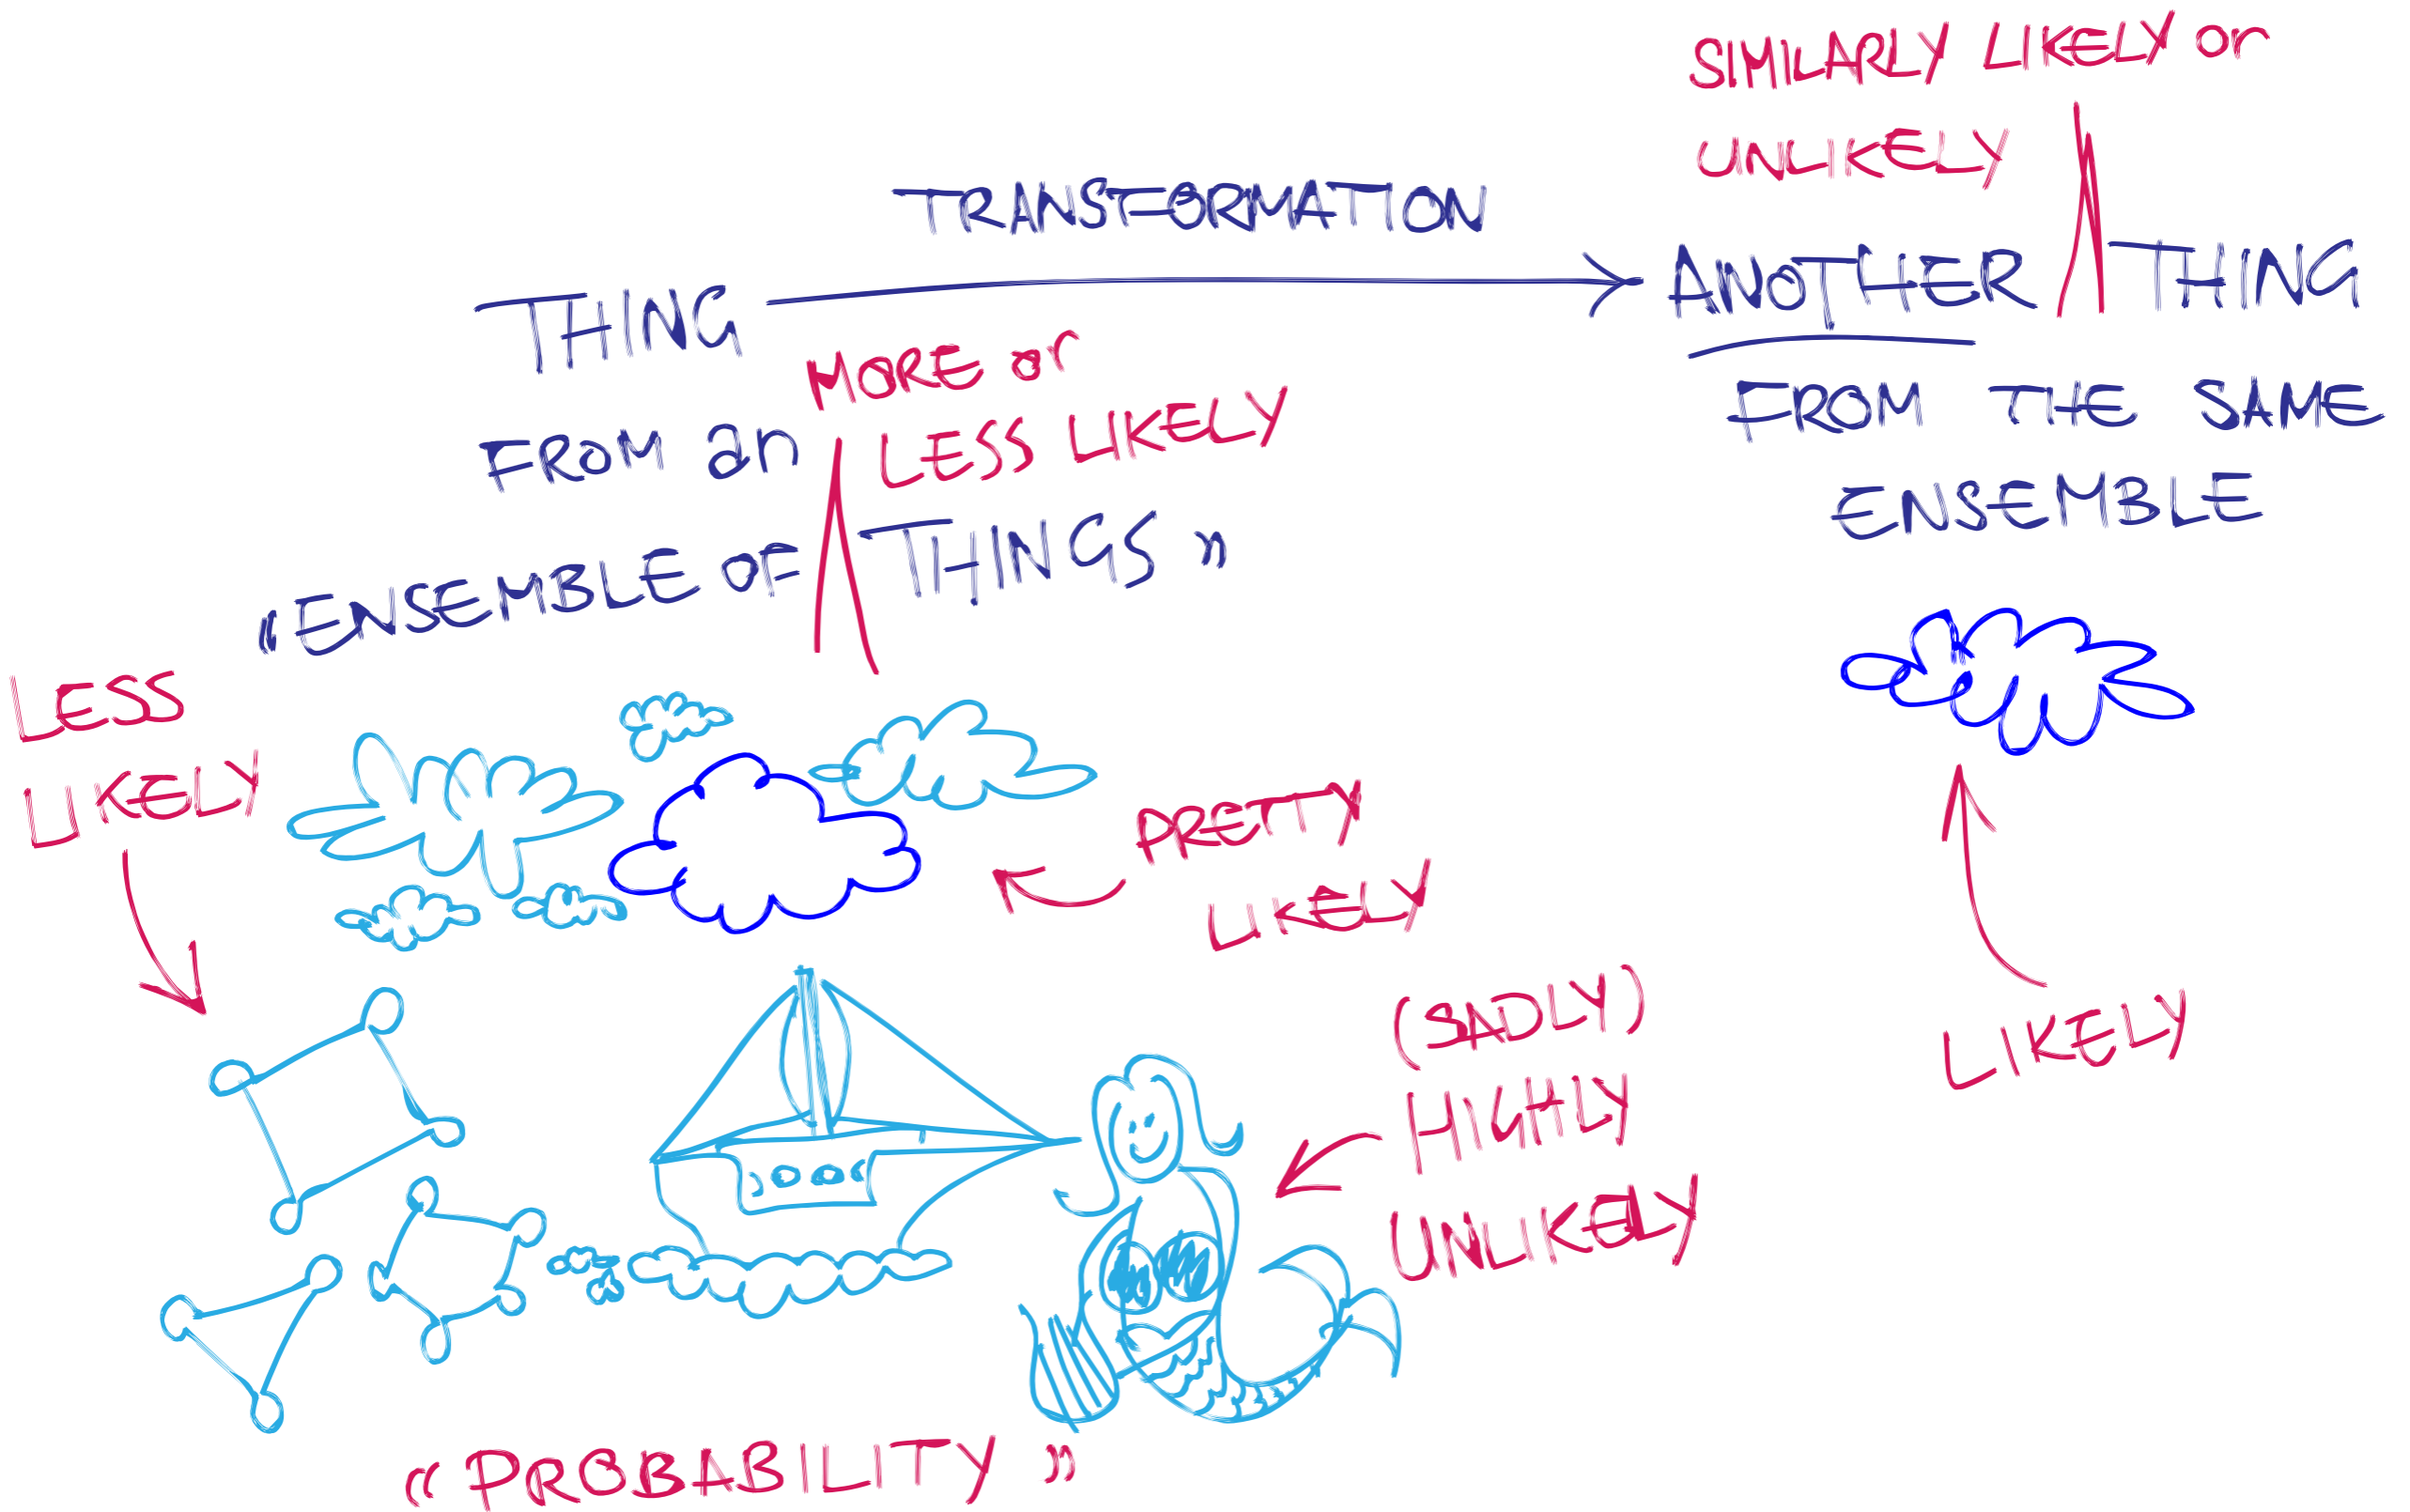 SIMILARLY LIKELY or
UNLIKELY
TRANSFORMATION
THING
ANOTHER THING
MORE or
LESS LIKELY
FROM an
"ENSEMBLE OF THINGS"
FROM THE SAME
ENSEMBLE
LESS
LIKELY
PRETTY
LIKELY
(SADLY)
HIGHLY
UNLIKELY
LIKELY
"PROBABILITY"